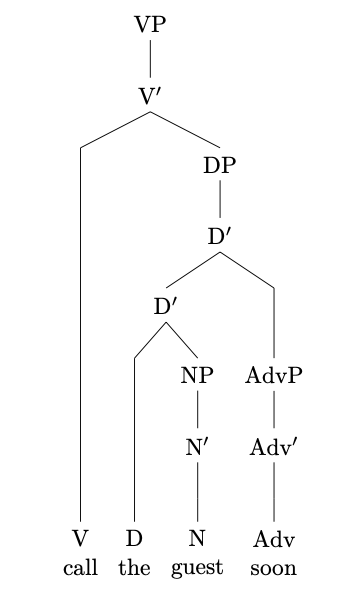 VP
V′
DP
D′
D′
NP AdvP
N′ Adv′
V D N Adv
call the guest soon